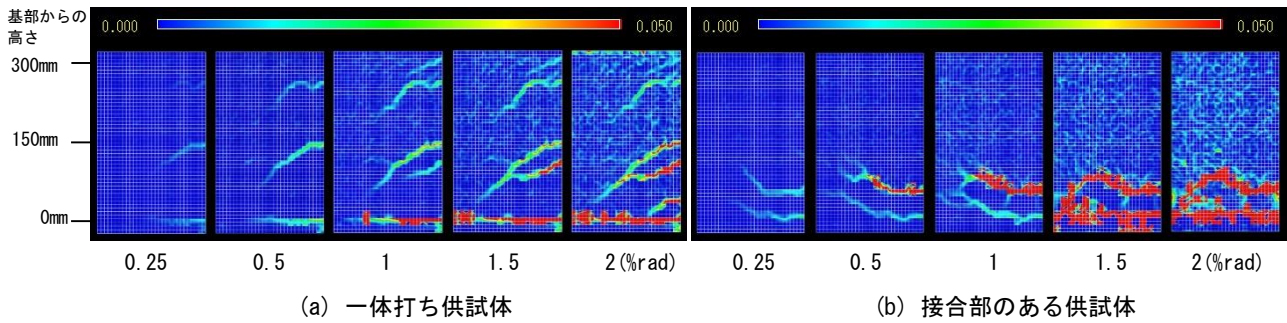 基部からの
高さ
0.000 0.050 0.000 0.050
300mm
150mm
0mm
0.25 0.5 1 1.5 2(%rad) 0.25 0.5 1 1.5 2(%rad)
(a) 一体打ち供試体 (b) 接合部のある供試体